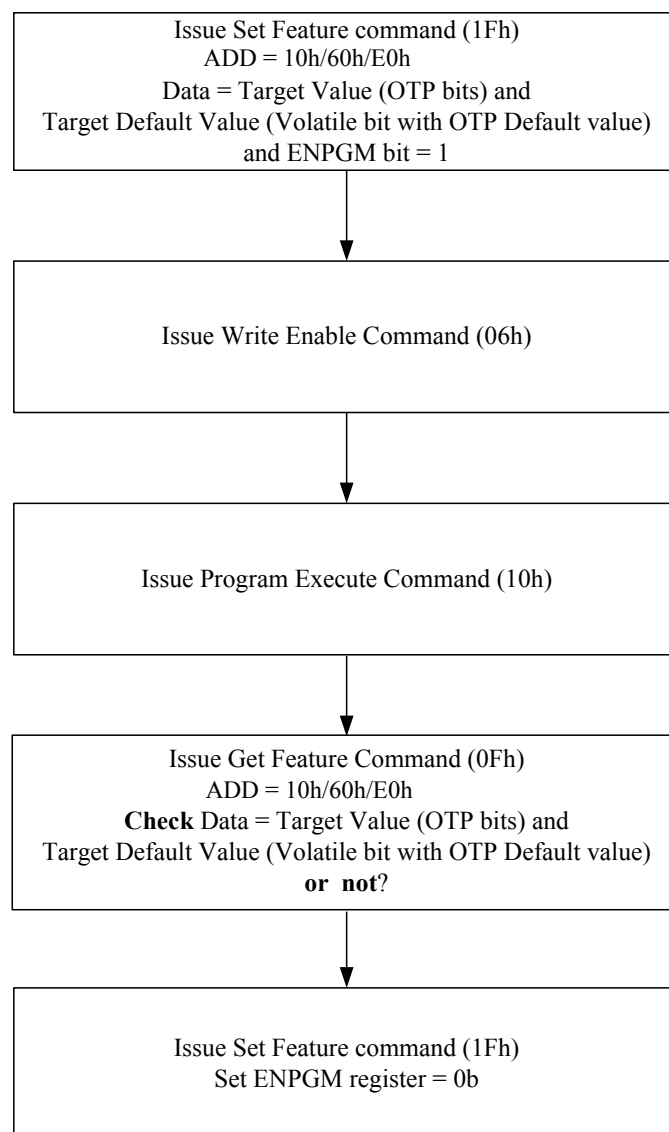 Issue Set Feature command (1Fh)
ADD = 10h/60h/E0h
Data = Target Value (OTP bits) and
Target Default Value (Volatile bit with OTP Default value)
and ENPGM bit = 1
Issue Write Enable Command (06h)
Issue Program Execute Command (10h)
Issue Get Feature Command (0Fh)
ADD = 10h/60h/E0h
Check Data = Target Value (OTP bits) and
Target Default Value (Volatile bit with OTP Default value)
or not?
Issue Set Feature command (1Fh)
Set ENPGM register = 0b